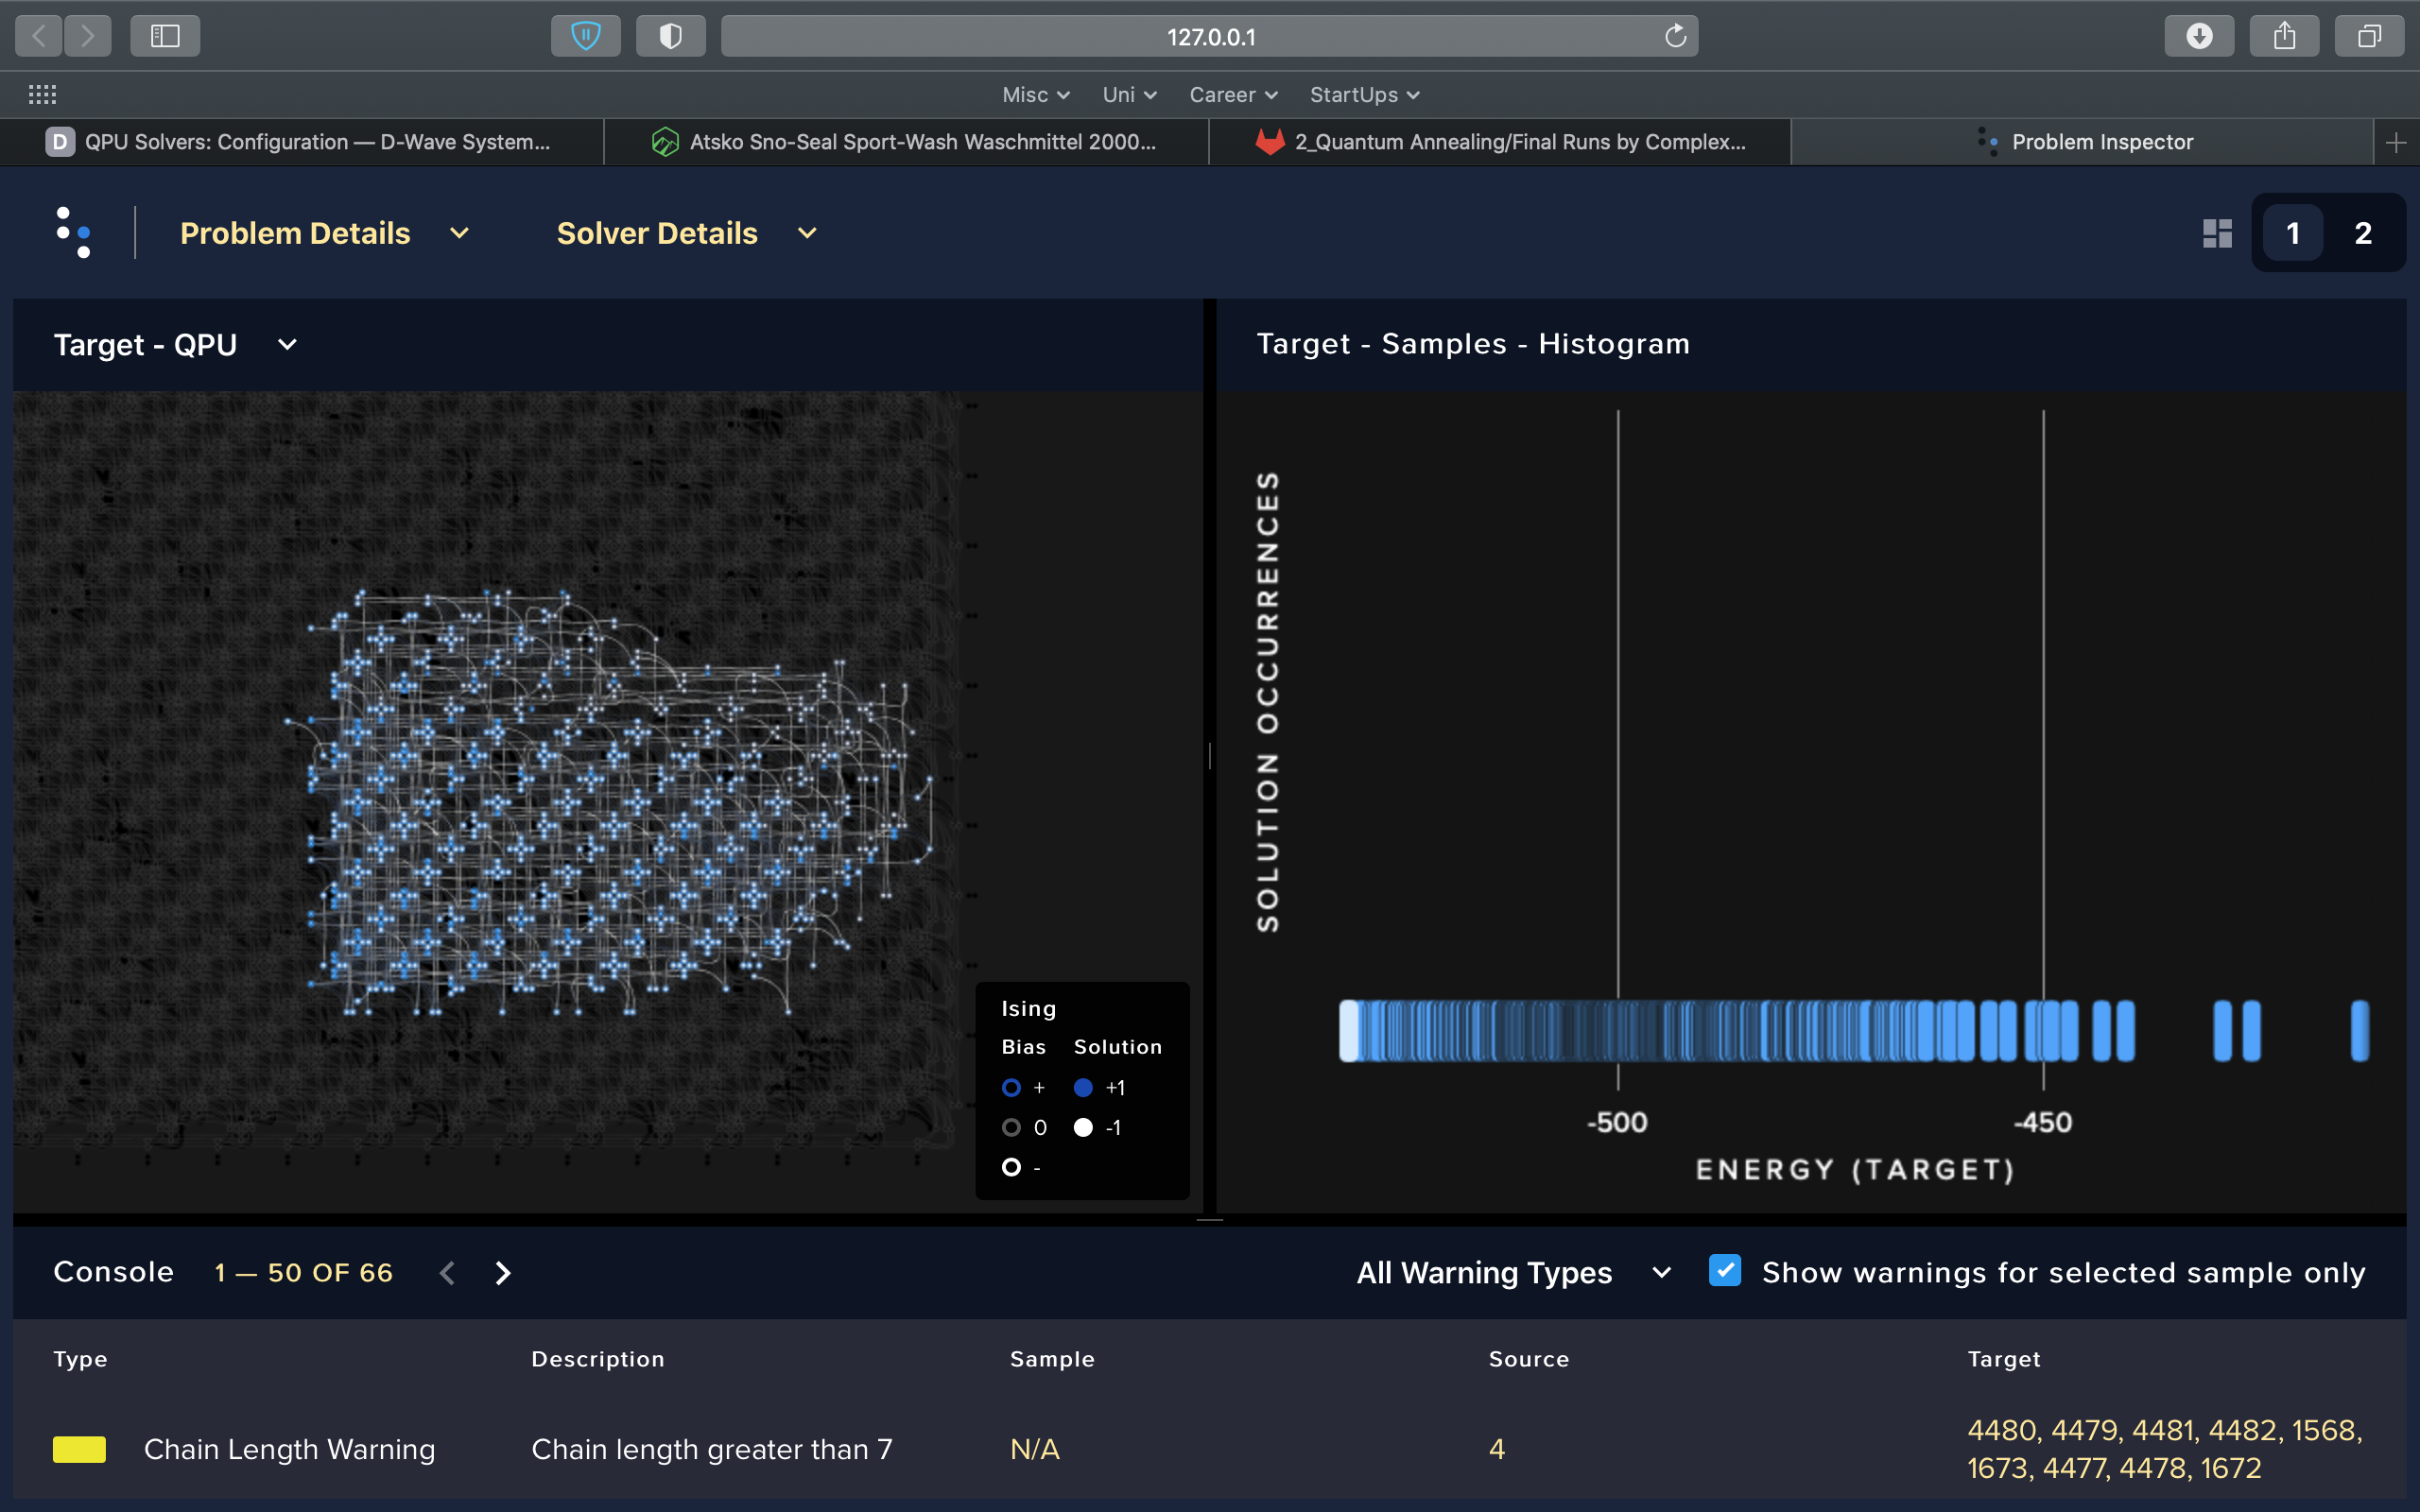 127.0.0.1
Misc Uni Career StartUps
D QPU Solvers: Configuration — D-Wave System...
Atsko Sno-Seal Sport-Wash Waschmittel 2000...
2_Quantum Annealing/Final Runs by Complex...
Problem Inspector
Problem Details
Solver Details
1 2
Target - QPU
Target - Samples - Histogram
SOLUTION OCCURRENCES
Ising
Bias Solution
+ +1
0 -1
-
-500 -450
ENERGY (TARGET)
Console 1 — 50 OF 66
All Warning Types
Show warnings for selected sample only
Type Description Sample Source Target
Chain Length Warning Chain length greater than 7 N/A 4
4480, 4479, 4481, 4482, 1568,
1673, 4477, 4478, 1672